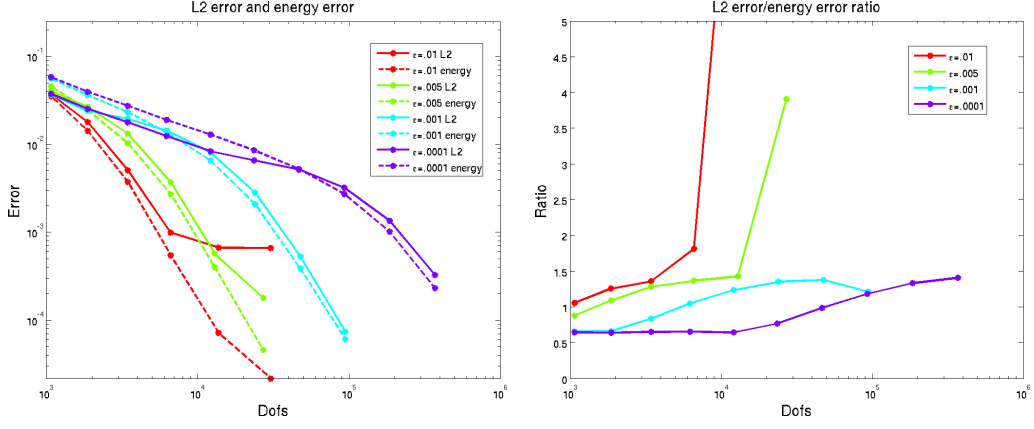 L2 error and energy error
10^-1
10^-2
10^-3
10^-4
Error
ε=.01 L2
ε=.01 energy
ε=.005 L2
ε=.005 energy
ε=.001 L2
ε=.001 energy
ε=.0001 L2
ε=.0001 energy
10^3 10^4 10^5 10^6
Dofs
L2 error/energy error ratio
5
4.5
4
3.5
3
2.5
2
1.5
1
0.5
0
Ratio
ε=.01
ε=.005
ε=.001
ε=.0001
10^3 10^4 10^5 10^6
Dofs